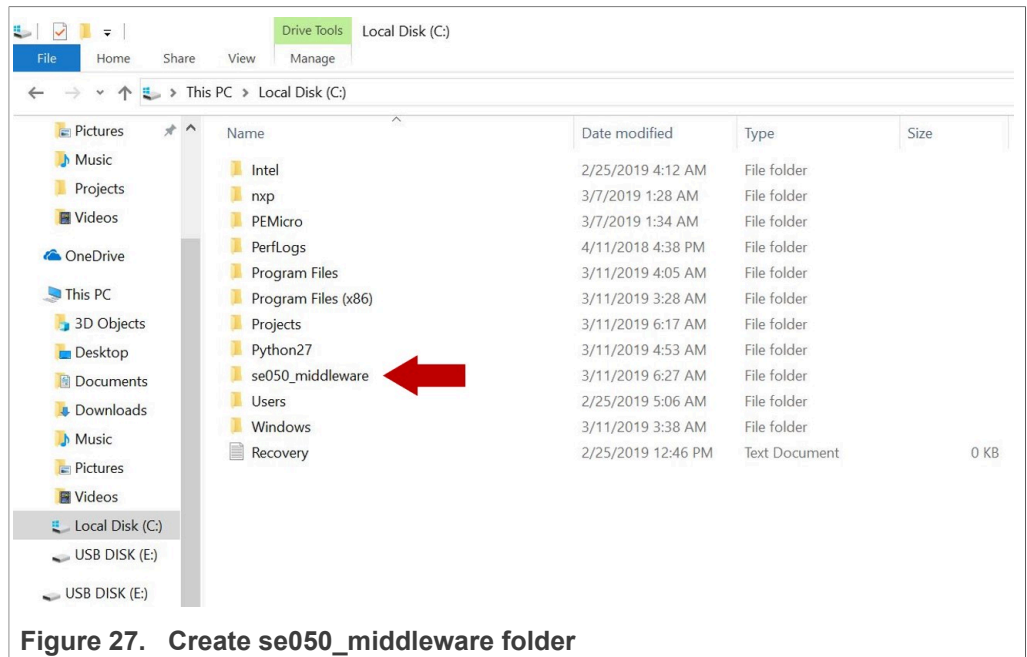 Drive Tools Local Disk (C:)
File Home Share View Manage
This PC > Local Disk (C:)
Pictures
Music
Projects
Videos
OneDrive
This PC
3D Objects
Desktop
Documents
Downloads
Music
Pictures
Videos
Local Disk (C:)
USB DISK (E:)
USB DISK (E:)
Name Date modified Type Size
Intel 2/25/2019 4:12 AM File folder
nxp 3/7/2019 1:28 AM File folder
PEMicro 3/7/2019 1:34 AM File folder
PerfLogs 4/11/2018 4:38 PM File folder
Program Files 3/11/2019 4:05 AM File folder
Program Files (x86) 3/11/2019 3:28 AM File folder
Projects 3/11/2019 6:17 AM File folder
Python27 3/11/2019 4:53 AM File folder
se050_middleware 3/11/2019 6:27 AM File folder
Users 2/25/2019 5:06 AM File folder
Windows 3/11/2019 3:38 AM File folder
Recovery 2/25/2019 12:46 PM Text Document 0 KB
Figure 27. Create se050_middleware folder